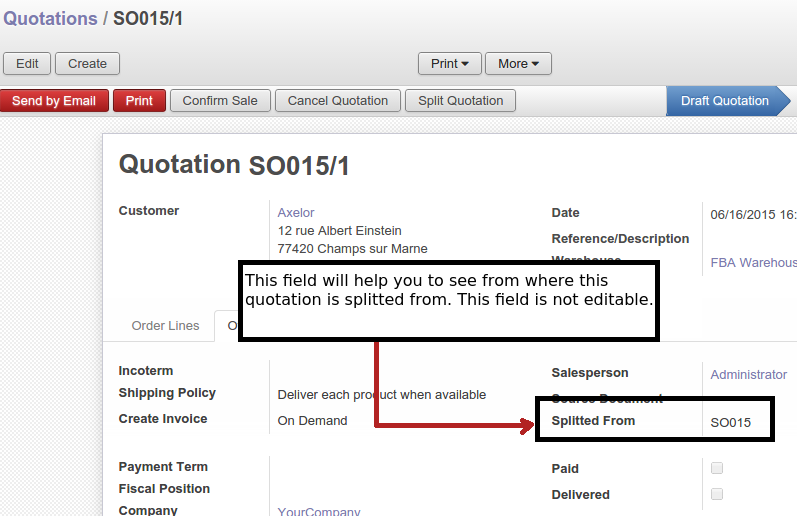 Quotations / SO015/1
Edit Create Print More
Send by Email Print Confirm Sale Cancel Quotation Split Quotation Draft Quotation
Quotation SO015/1
Customer
Axelor
12 rue Albert Einstein
77420 Champs sur Marne
Date 06/16/2015 16:
Reference/Description
Warehouse FBA Warehous
This field will help you to see from where this
quotation is splitted from. This field is not editable.
Order Lines O
Incoterm
Shipping Policy Deliver each product when available
Create Invoice On Demand
Salesperson Administrator
Source Document
Splitted From SO015
Payment Term
Fiscal Position
Company YourCompany
Paid
Delivered